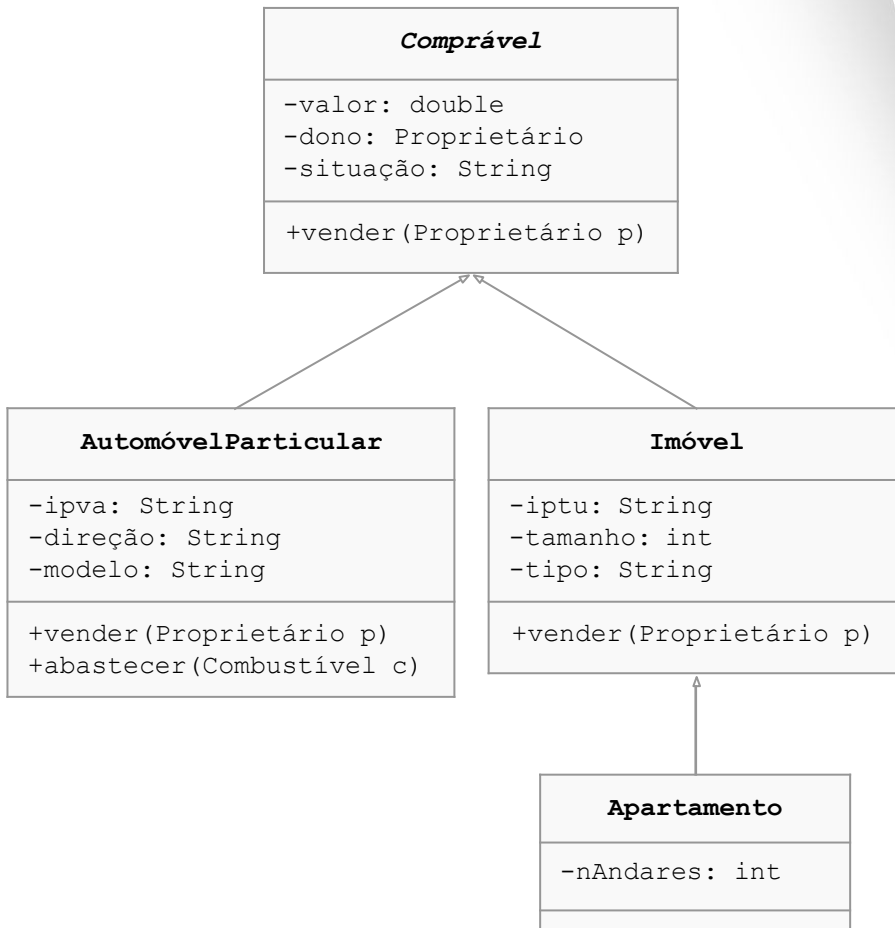 Comprável
-valor: double
-dono: Proprietário
-situação: String
+vender(Proprietário p)
AutomóvelParticular
-ipva: String
-direção: String
-modelo: String
+vender(Proprietário p)
+abastecer(Combustível c)
Imóvel
-iptu: String
-tamanho: int
-tipo: String
+vender(Proprietário p)
Apartamento
-nAndares: int